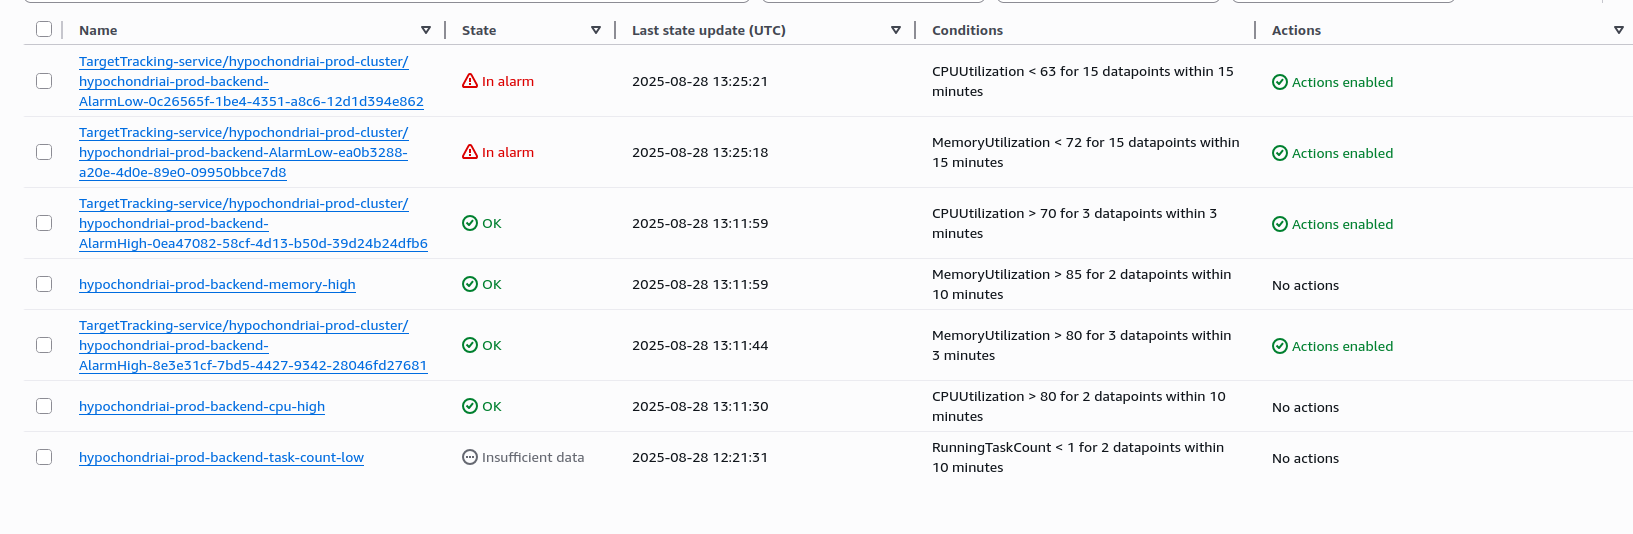 Name State Last state update (UTC) Conditions Actions
TargetTracking-service/hypochondriai-prod-cluster/
hypochondriai-prod-backend-
AlarmLow-0c26565f-1be4-4351-a8c6-12d1d394e862
In alarm
2025-08-28 13:25:21
CPUUtilization < 63 for 15 datapoints within 15
minutes
Actions enabled
TargetTracking-service/hypochondriai-prod-cluster/
hypochondriai-prod-backend-AlarmLow-ea0b3288-
a20e-4d0e-89e0-09950bbce7d8
In alarm
2025-08-28 13:25:18
MemoryUtilization < 72 for 15 datapoints within
15 minutes
Actions enabled
TargetTracking-service/hypochondriai-prod-cluster/
hypochondriai-prod-backend-
AlarmHigh-0ea47082-58cf-4d13-b50d-39d24b24dfb6
OK
2025-08-28 13:11:59
CPUUtilization > 70 for 3 datapoints within 3
minutes
Actions enabled
hypochondriai-prod-backend-memory-high
OK
2025-08-28 13:11:59
MemoryUtilization > 85 for 2 datapoints within
10 minutes
No actions
TargetTracking-service/hypochondriai-prod-cluster/
hypochondriai-prod-backend-
AlarmHigh-8e3e31cf-7bd5-4427-9342-28046fd27681
OK
2025-08-28 13:11:44
MemoryUtilization > 80 for 3 datapoints within
3 minutes
Actions enabled
hypochondriai-prod-backend-cpu-high
OK
2025-08-28 13:11:30
CPUUtilization > 80 for 2 datapoints within 10
minutes
No actions
hypochondriai-prod-backend-task-count-low
Insufficient data
2025-08-28 12:21:31
RunningTaskCount < 1 for 2 datapoints within
10 minutes
No actions